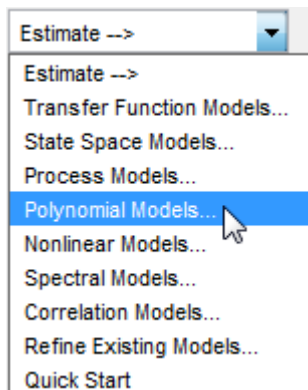 Estimate -->
Estimate -->
Transfer Function Models...
State Space Models...
Process Models...
Polynomial Models...
Nonlinear Models...
Spectral Models...
Correlation Models...
Refine Existing Models...
Quick Start